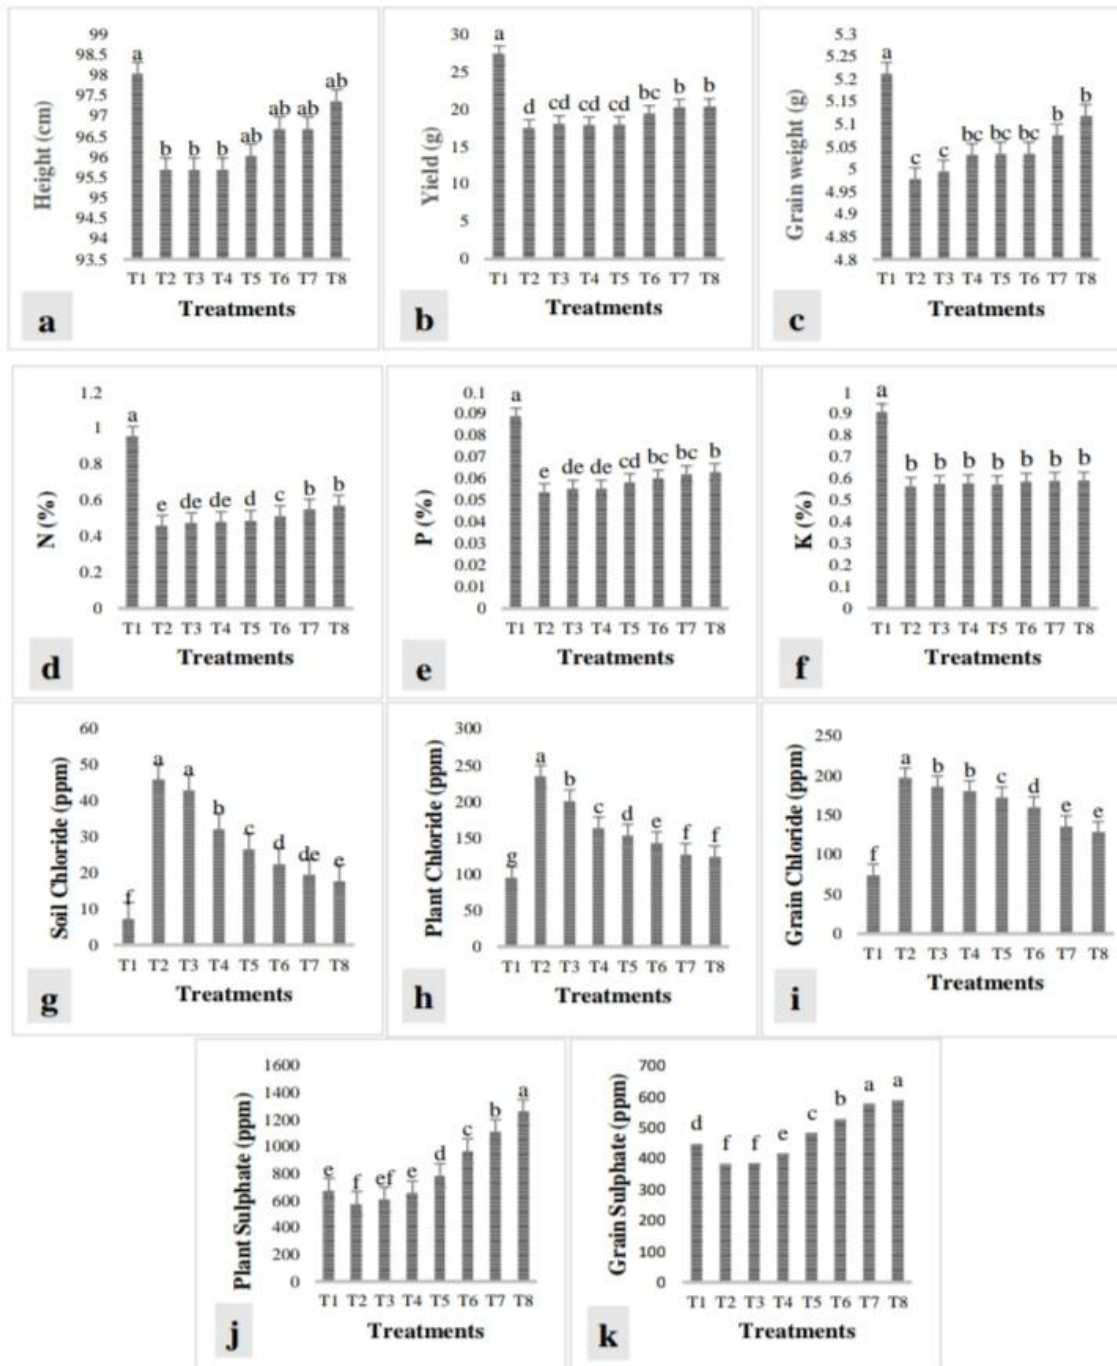 99
98.5
98
97.5
97
96.5
96
95.5
95
94.5
94
93.5
Height (cm)
a b b b ab ab ab ab
T1 T2 T3 T4 T5 T6 T7 T8
Treatments
a
30
25
20
15
10
5
0
Yield (g)
a d cd cd cd bc b b
T1 T2 T3 T4 T5 T6 T7 T8
Treatments
b
5.3
5.25
5.2
5.15
5.1
5.05
5
4.95
4.9
4.85
4.8
Grain weight (g)
a c c bc bc bc b b
T1 T2 T3 T4 T5 T6 T7 T8
Treatments
c
1.2
1
0.8
0.6
0.4
0.2
0
N (%)
a e de de d c b b
T1 T2 T3 T4 T5 T6 T7 T8
Treatments
d
0.1
0.09
0.08
0.07
0.06
0.05
0.04
0.03
0.02
0.01
0
P (%)
a e de de cd bc bc b
T1 T2 T3 T4 T5 T6 T7 T8
Treatments
e
1
0.9
0.8
0.7
0.6
0.5
0.4
0.3
0.2
0.1
0
K (%)
a b b b b b b b
T1 T2 T3 T4 T5 T6 T7 T8
Treatments
f
60
50
40
30
20
10
0
Soil Chloride (ppm)
f a a b c d de e
T1 T2 T3 T4 T5 T6 T7 T8
Treatments
g
300
250
200
150
100
50
0
Plant Chloride (ppm)
g a b c d e f f
T1 T2 T3 T4 T5 T6 T7 T8
Treatments
h
250
200
150
100
50
0
Grain Chloride (ppm)
f a b b c d e e
T1 T2 T3 T4 T5 T6 T7 T8
Treatments
i
1600
1400
1200
1000
800
600
400
200
0
Plant Sulphate (ppm)
e f ef e d c b a
T1 T2 T3 T4 T5 T6 T7 T8
Treatments
j
700
600
500
400
300
200
100
0
Grain Sulphate (ppm)
d f f e c b a a
T1 T2 T3 T4 T5 T6 T7 T8
Treatments
k